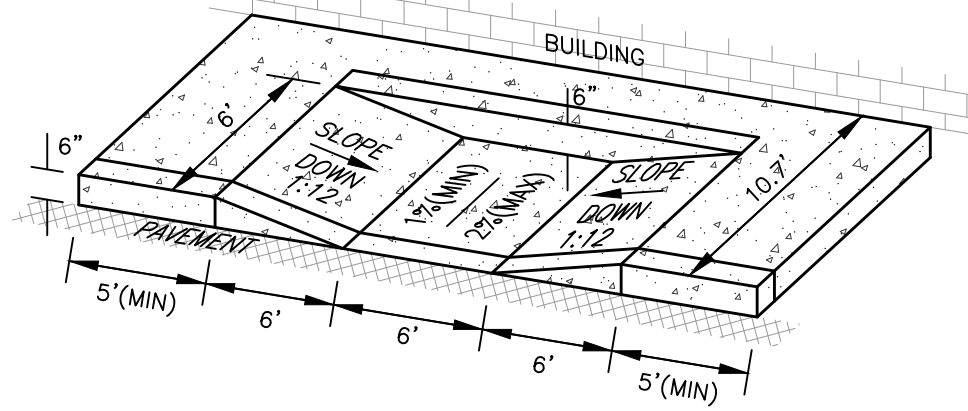 BUILDING
6"
6'
SLOPE
DOWN
1:12
1%(MIN)
2%(MAX)
SLOPE
DOWN
1:12
10.7'
6"
PAVEMENT
5'(MIN)
6'
6'
6'
5'(MIN)